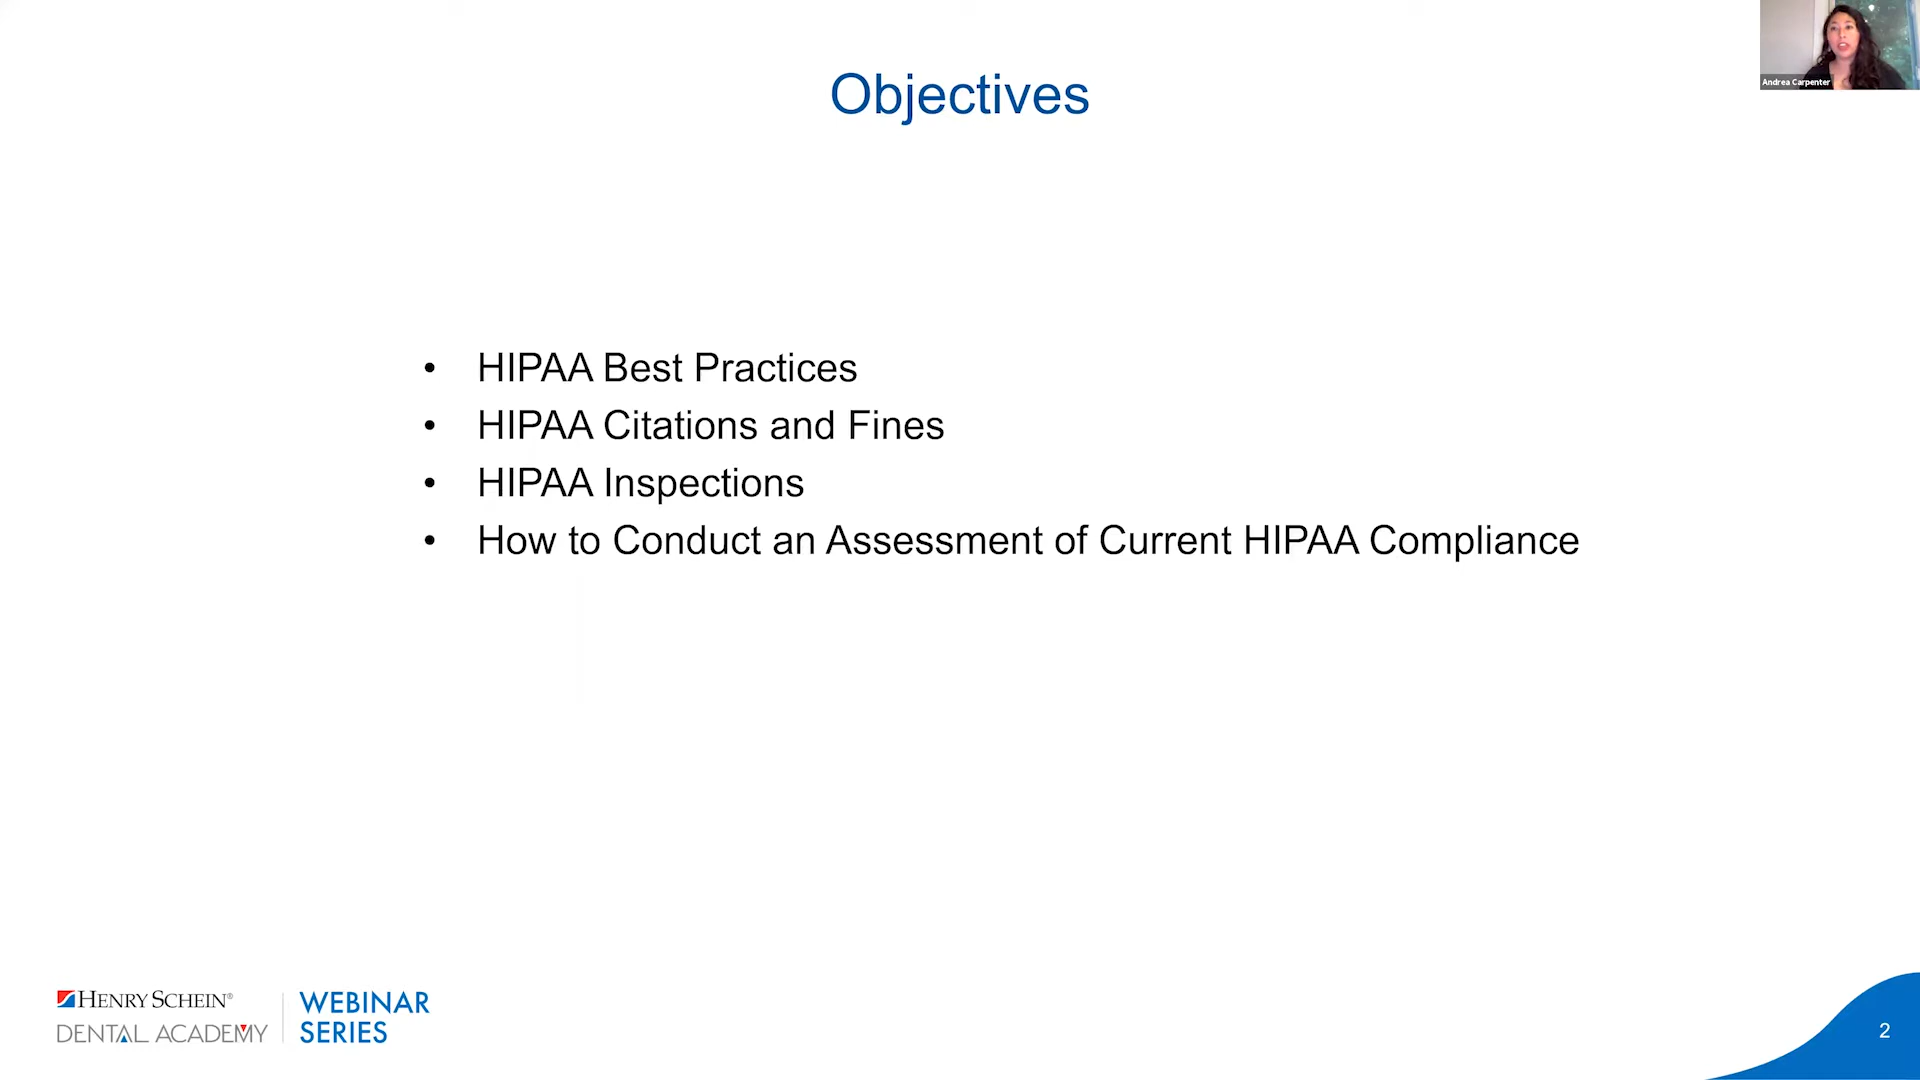 Andrea Carpenter
Objectives
• HIPAA Best Practices
• HIPAA Citations and Fines
• HIPAA Inspections
• How to Conduct an Assessment of Current HIPAA Compliance
HENRY SCHEIN®
DENTAL ACADEMY
WEBINAR
SERIES
2